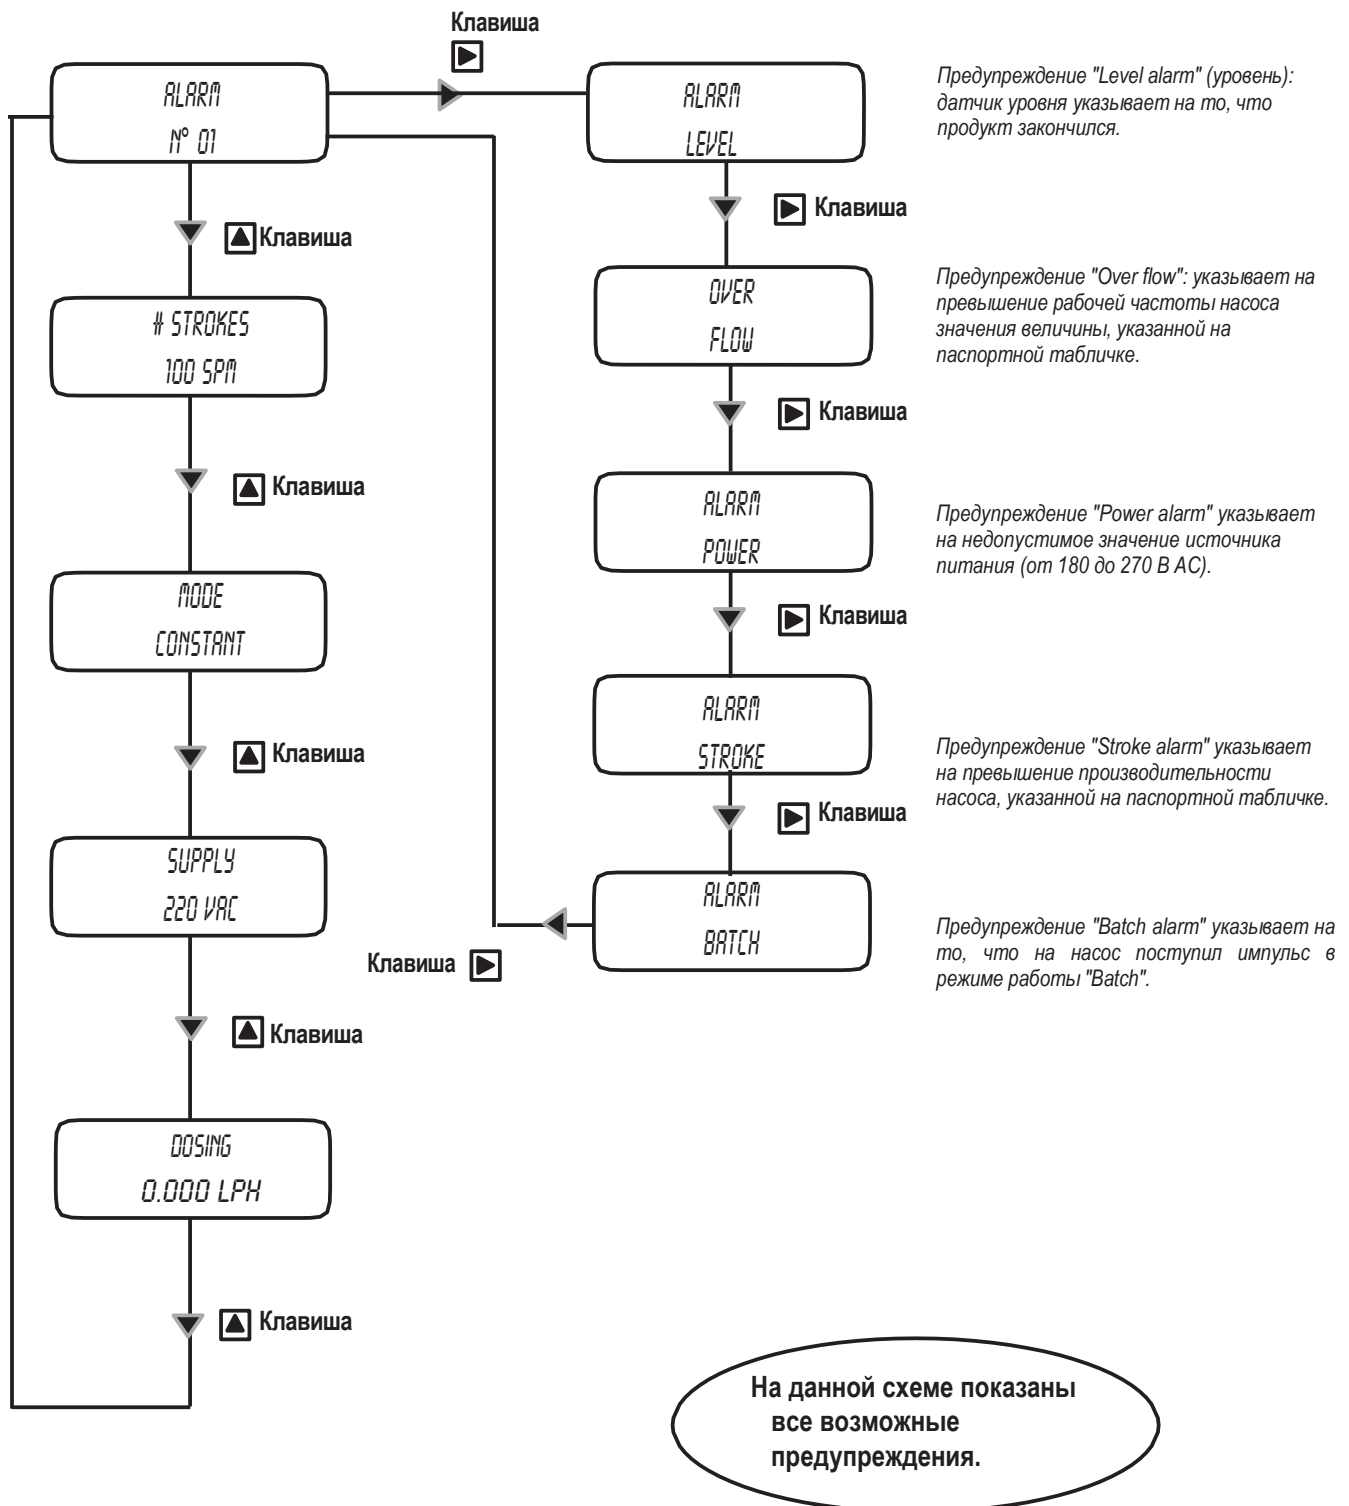 Клавиша
ALARM
N° 01
ALARM
LEVEL
Предупреждение "Level alarm" (уровень):
датчик уровня указывает на то, что
продукт закончился.
Клавиша
Клавиша
# STROKES
100 SPM
OVER
FLOW
Предупреждение "Over flow": указывает на
превышение рабочей частоты насоса
значения величины, указанной на
паспортной табличке.
Клавиша
Клавиша
ALARM
POWER
Предупреждение "Power alarm" указывает
на недопустимое значение источника
питания (от 180 до 270 В AC).
MODE
CONSTANT
Клавиша
Клавиша
ALARM
STROKE
Предупреждение "Stroke alarm" указывает
на превышение производительности
насоса, указанной на паспортной табличке.
Клавиша
SUPPLY
220 VAC
ALARM
BATCH
Предупреждение "Batch alarm" указывает на
то, что на насос поступил импульс в
режиме работы "Batch".
Клавиша
Клавиша
DOSING
0.000 LPH
Клавиша
На данной схеме показаны
все возможные
предупреждения.